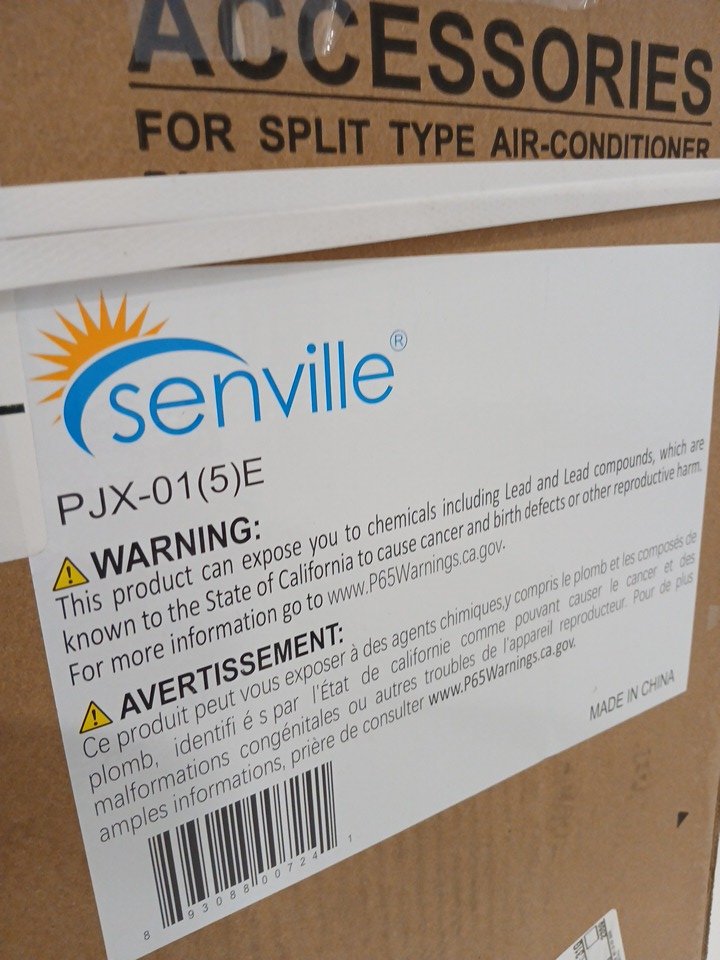 ACCESSORIES
FOR SPLIT TYPE AIR-CONDITIONER
senville®
PJX-01(5)E
WARNING:
This product can expose you to chemicals including Lead and Lead compounds, which are
known to the State of California to cause cancer and birth defects or other reproductive harm.
For more information go to www.P65Warnings.ca.gov.
AVERTISSEMENT:
Ce produit peut vous exposer à des agents chimiques,y compris le plomb et les composés de
plomb, identifi é s par l'État de californie comme pouvant causer le cancer et des
malformations congénitales ou autres troubles de l'appareil reproducteur. Pour de plus
amples informations, prière de consulter www.P65Warnings.ca.gov.
MADE IN CHINA
8 93088 00724 1